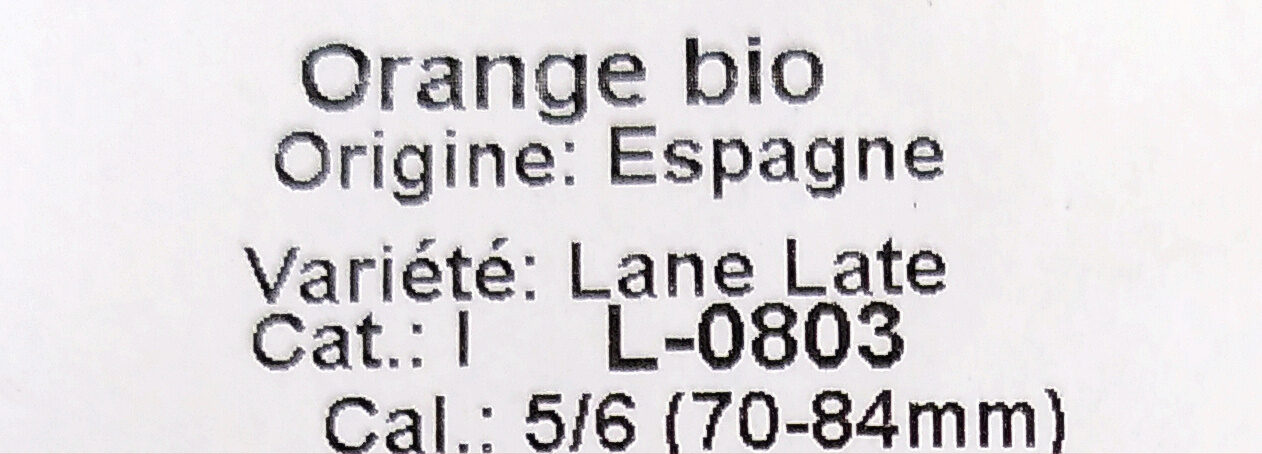 Orange bio
Origine: Espagne
Variété: Lane Late
Cat.: I L-0803
Cal.: 5/6 (70-84mm)